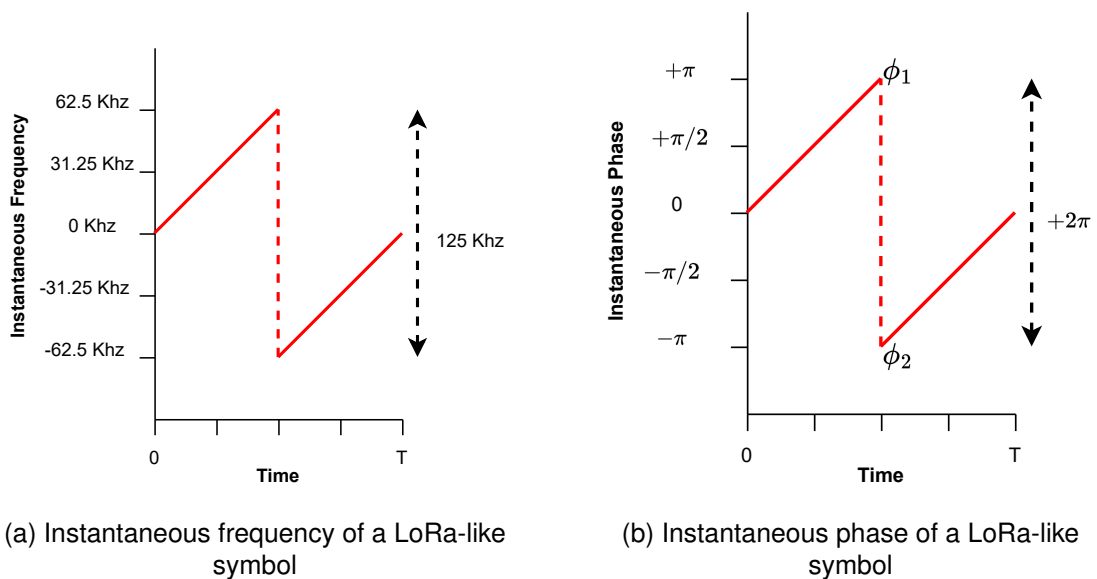 Instantaneous Frequency
62.5 Khz
31.25 Khz
0 Khz
-31.25 Khz
-62.5 Khz
125 Khz
0
T
Time
(a) Instantaneous frequency of a LoRa-like
symbol
Instantaneous Phase
+π
+π/2
0
−π/2
−π
ϕ₁
ϕ₂
+2π
0
T
Time
(b) Instantaneous phase of a LoRa-like
symbol